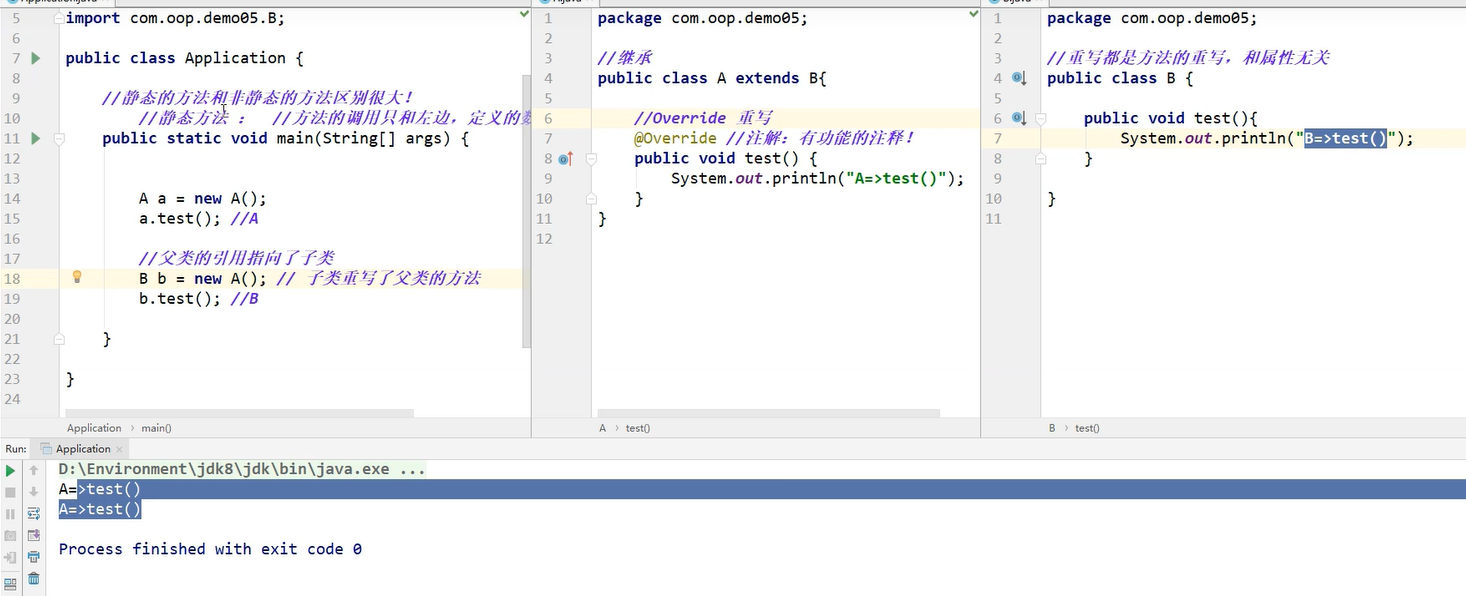 5 import com.oop.demo05.B;
6
7 public class Application {
8
9 //静态的方法和非静态的方法区别很大！
10 //静态方法 ： //方法的调用只和左边，定义的数
11 public static void main(String[] args) {
12
13
14 A a = new A();
15 a.test(); //A
16
17 //父类的引用指向了子类
18 B b = new A(); // 子类重写了父类的方法
19 b.test(); //B
20
21 }
22
23 }
24
Application › main()
1 package com.oop.demo05;
2
3 //继承
4 public class A extends B{
5
6 //Override 重写
7 @Override //注解：有功能的注释！
8 public void test() {
9 System.out.println("A=>test()");
10 }
11 }
12
A › test()
1 package com.oop.demo05;
2
3 //重写都是方法的重写，和属性无关
4 public class B {
5
6 public void test(){
7 System.out.println("B=>test()");
8 }
9
10 }
11
B › test()
Run: Application ×
D:\Environment\jdk8\jdk\bin\java.exe ...
A=>test()
A=>test()
Process finished with exit code 0